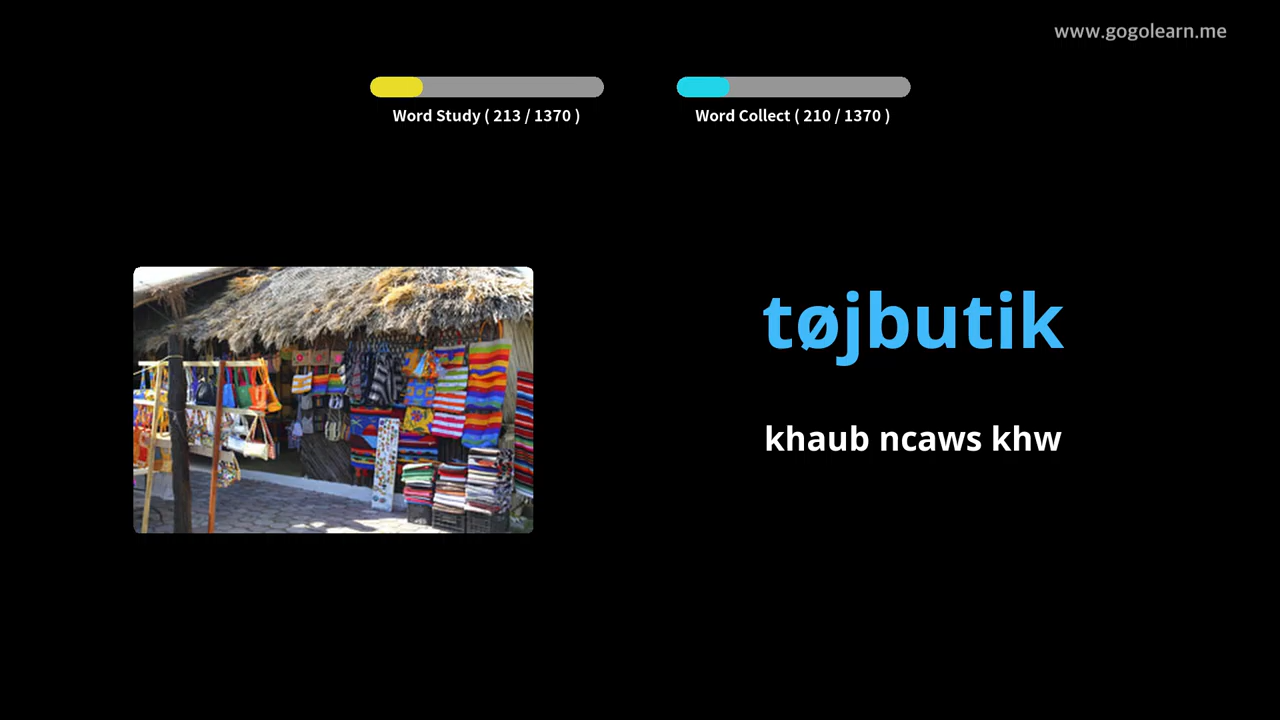 www.gogolearn.me
Word Study ( 213 / 1370 )
Word Collect ( 210 / 1370 )
tøjbutik
khaub ncaws khw